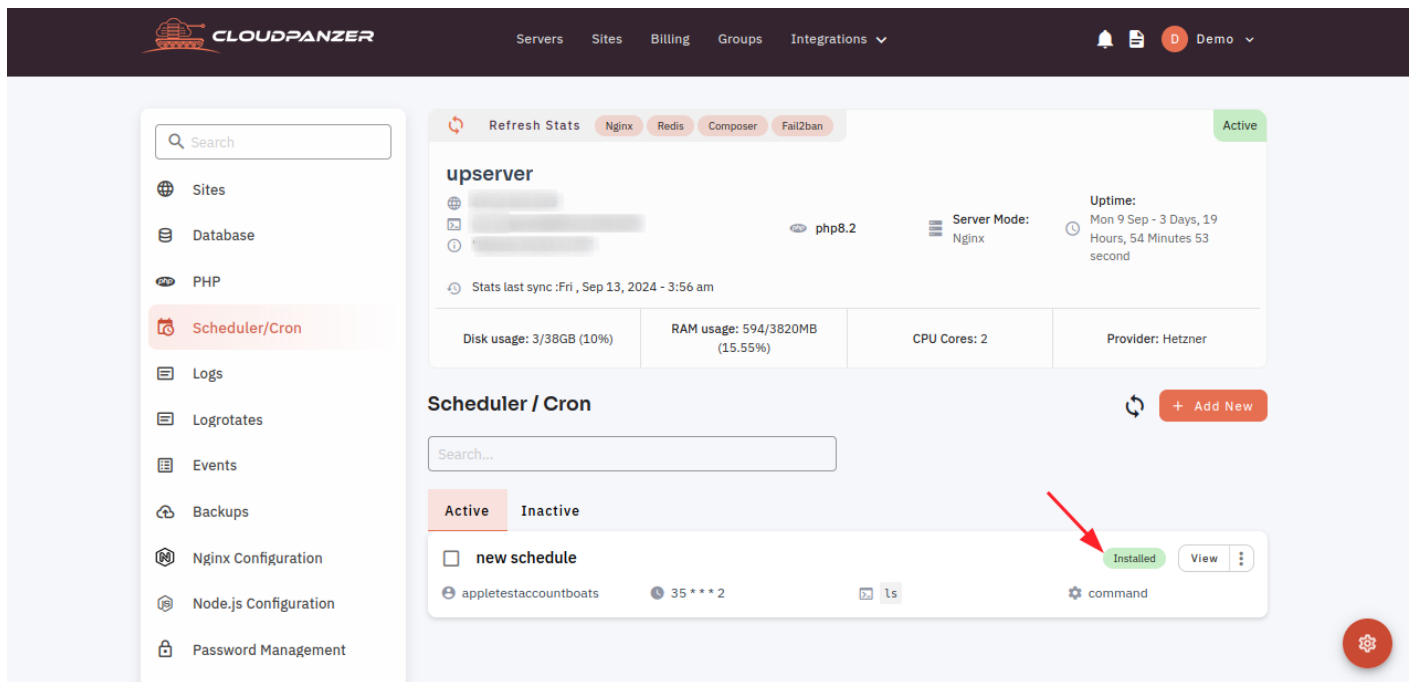 CLOUDPANZER
Servers Sites Billing Groups Integrations
D Demo
Search
Sites
Database
PHP
Scheduler/Cron
Logs
Logrotates
Events
Backups
Nginx Configuration
Node.js Configuration
Password Management
Refresh Stats Nginx Redis Composer Fail2ban
Active
upserver
php php8.2
Server Mode:
Nginx
Uptime:
Mon 9 Sep - 3 Days, 19
Hours, 54 Minutes 53
second
Stats last sync :Fri , Sep 13, 2024 - 3:56 am
Disk usage: 3/38GB (10%)
RAM usage: 594/3820MB
(15.55%)
CPU Cores: 2
Provider: Hetzner
Scheduler / Cron
+ Add New
Search...
Active Inactive
new schedule
Installed View
appletestaccountboats 35 * * * 2 ls command